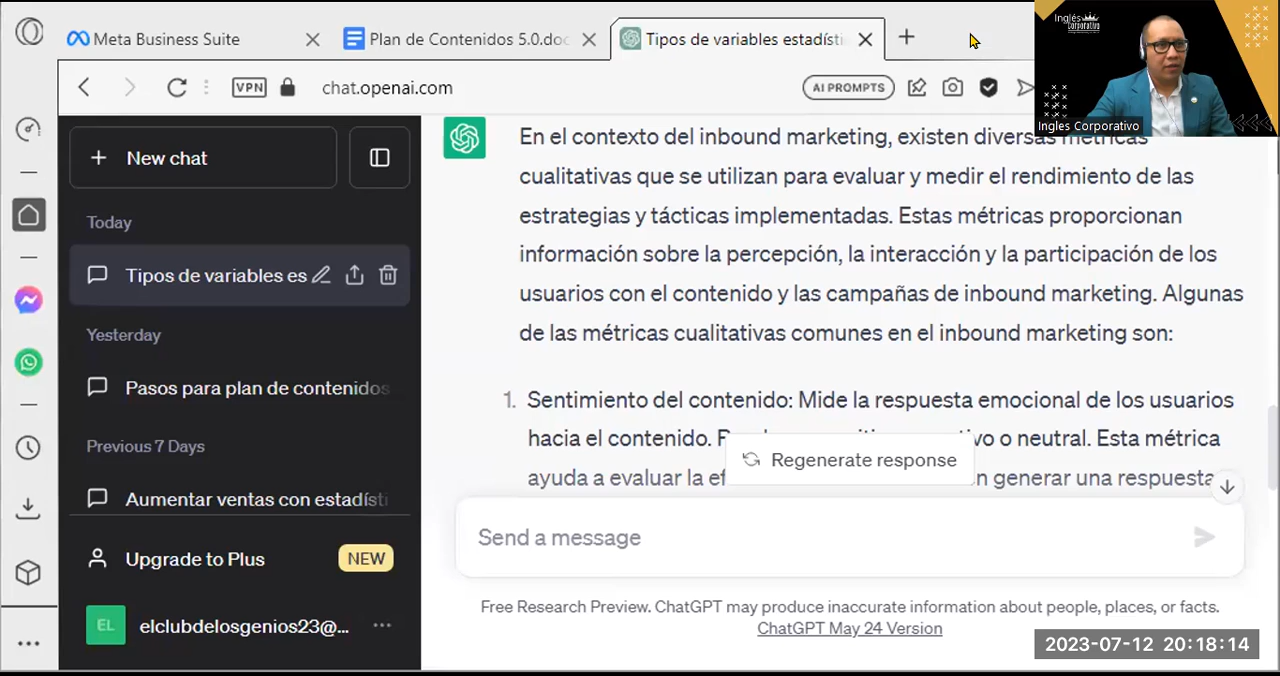 Meta Business Suite
Plan de Contenidos 5.0.doc
Tipos de variables estadísti
Inglés
Corporativo
VPN
chat.openai.com
AI PROMPTS
Ingles Corporativo
New chat
Today
Tipos de variables es
Yesterday
Pasos para plan de contenidos
Previous 7 Days
Aumentar ventas con estadísti
Upgrade to Plus
NEW
EL
elclubdelosgenios23@...
En el contexto del inbound marketing, existen diversas métricas
cualitativas que se utilizan para evaluar y medir el rendimiento de las
estrategias y tácticas implementadas. Estas métricas proporcionan
información sobre la percepción, la interacción y la participación de los
usuarios con el contenido y las campañas de inbound marketing. Algunas
de las métricas cualitativas comunes en el inbound marketing son:
1. Sentimiento del contenido: Mide la respuesta emocional de los usuarios
hacia el contenido. o neutral. Esta métrica
ayuda a evaluar la generar una respuesta
Regenerate response
Send a message
Free Research Preview. ChatGPT may produce inaccurate information about people, places, or facts.
ChatGPT May 24 Version
2023-07-12 20:18:14